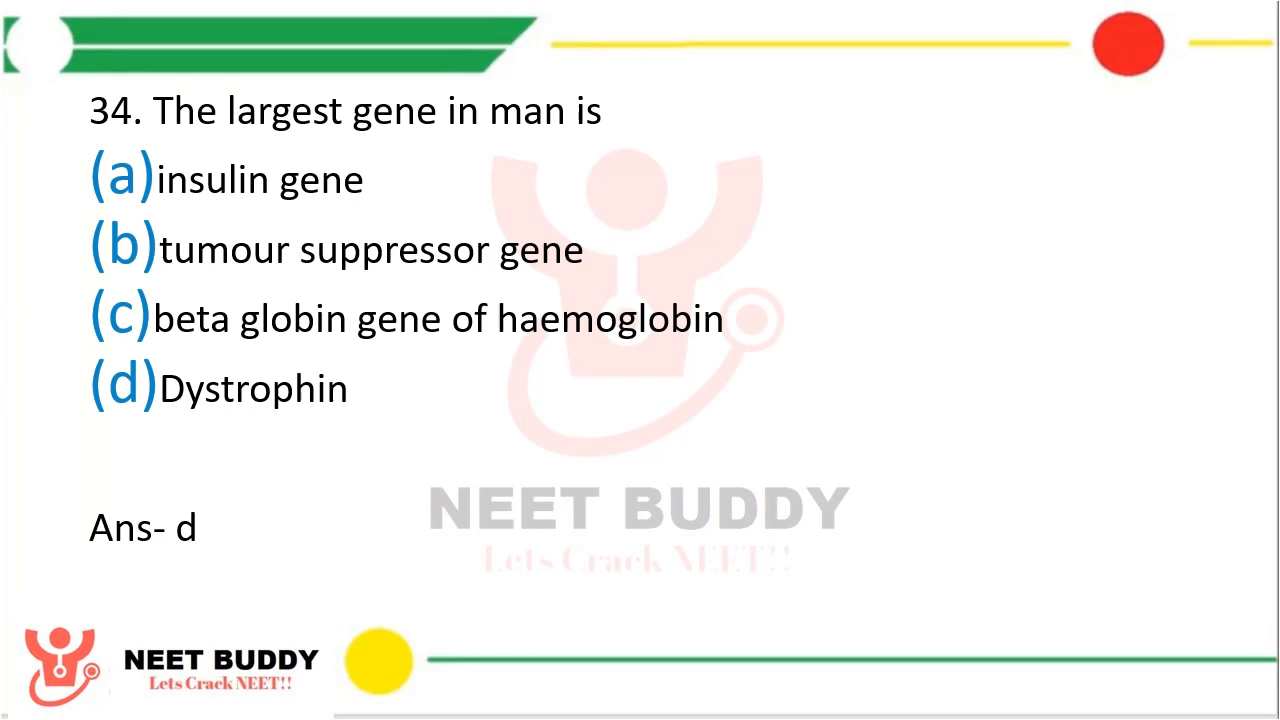 34. The largest gene in man is
(a)insulin gene
(b)tumour suppressor gene
(c)beta globin gene of haemoglobin
(d)Dystrophin
NEET BUDDY
Lets Crack NEET!!
Ans- d
NEET BUDDY
Lets Crack NEET!!